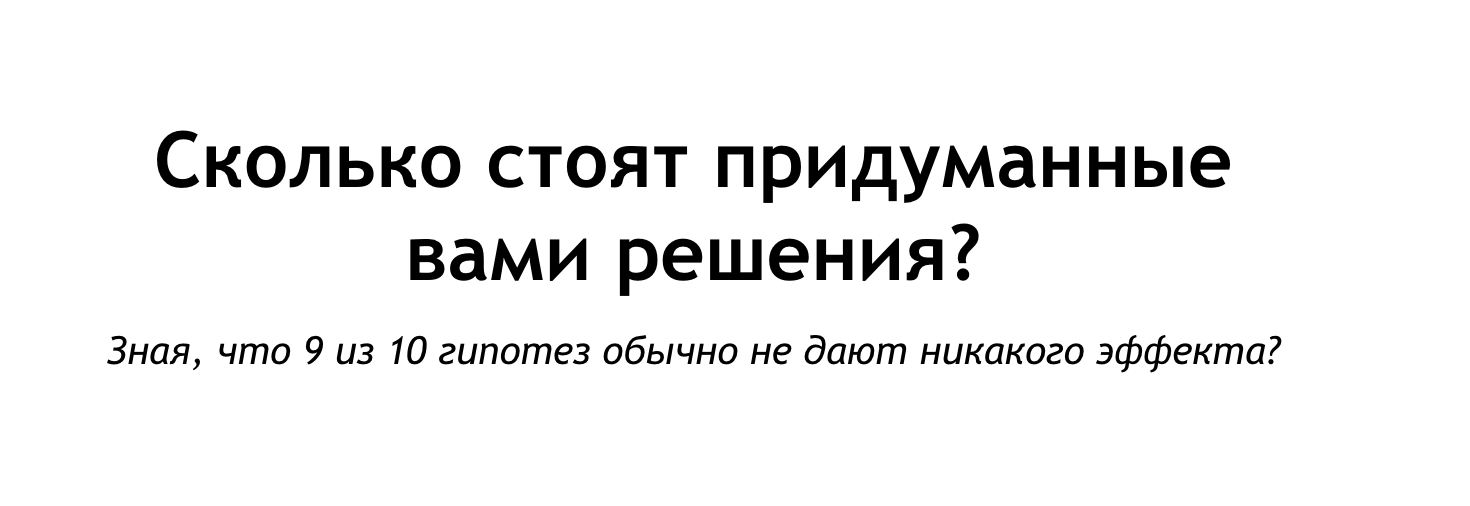 Сколько стоят придуманные
вами решения?
Зная, что 9 из 10 гипотез обычно не дают никакого эффекта?